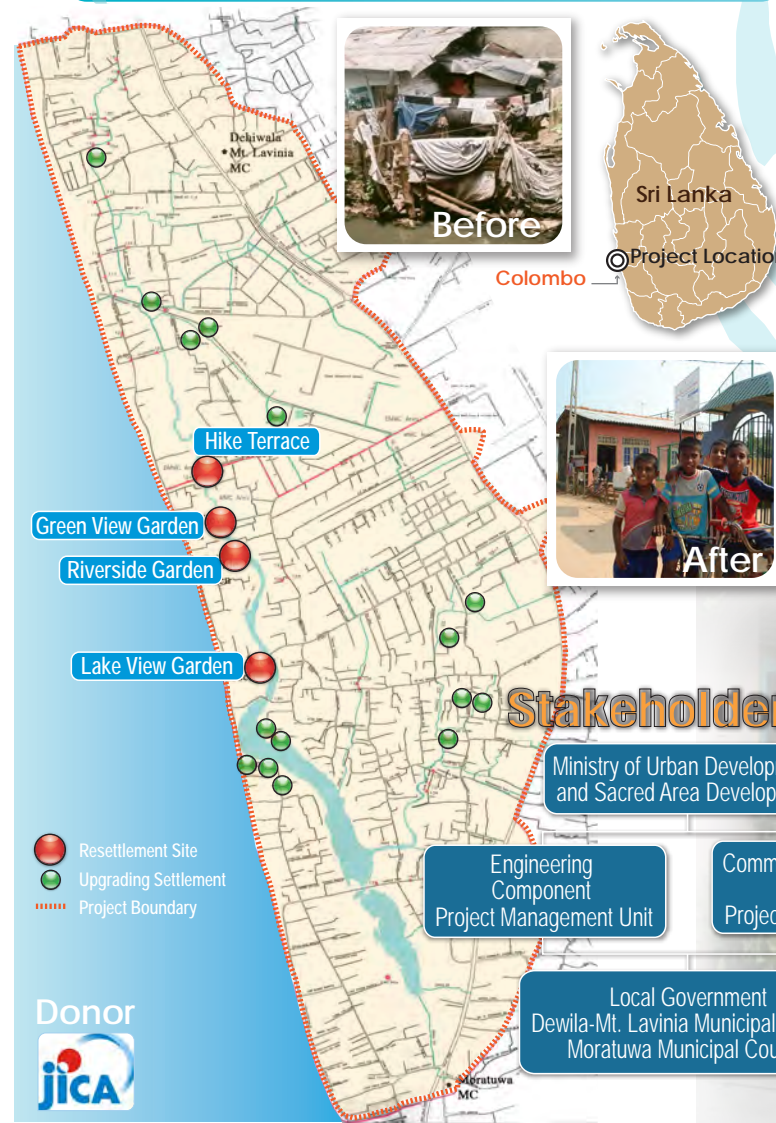 Dehiwala
Mt. Lavinia
MC
Before
Sri Lanka
Project Locatio
Colombo
After
Hike Terrace
Green View Garden
Riverside Garden
Lake View Garden
Stakeholder
Ministry of Urban Develop
and Sacred Area Develop
Engineering
Component
Project Management Unit
Comm
Projec
Local Government
Dewila-Mt. Lavinia Municipal
Moratuwa Municipal Cou
Resettlement Site
Upgrading Settlement
Project Boundary
Donor
jICA
Moratuwa
MC